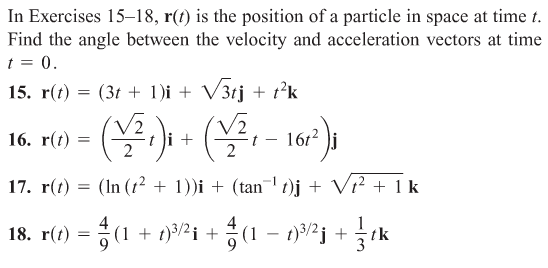 In Exercises 15–18, r(t) is the position of a particle in space at time t.
Find the angle between the velocity and acceleration vectors at time
t = 0.
15. r(t) = (3t + 1)i + √3tj + t²k
16. r(t) = (√2/2 t)i + (√2/2 t − 16t²)j
17. r(t) = (ln (t² + 1))i + (tan⁻¹ t)j + √(t² + 1) k
18. r(t) = 4/9 (1 + t)^(3/2) i + 4/9 (1 − t)^(3/2) j + 1/3 tk